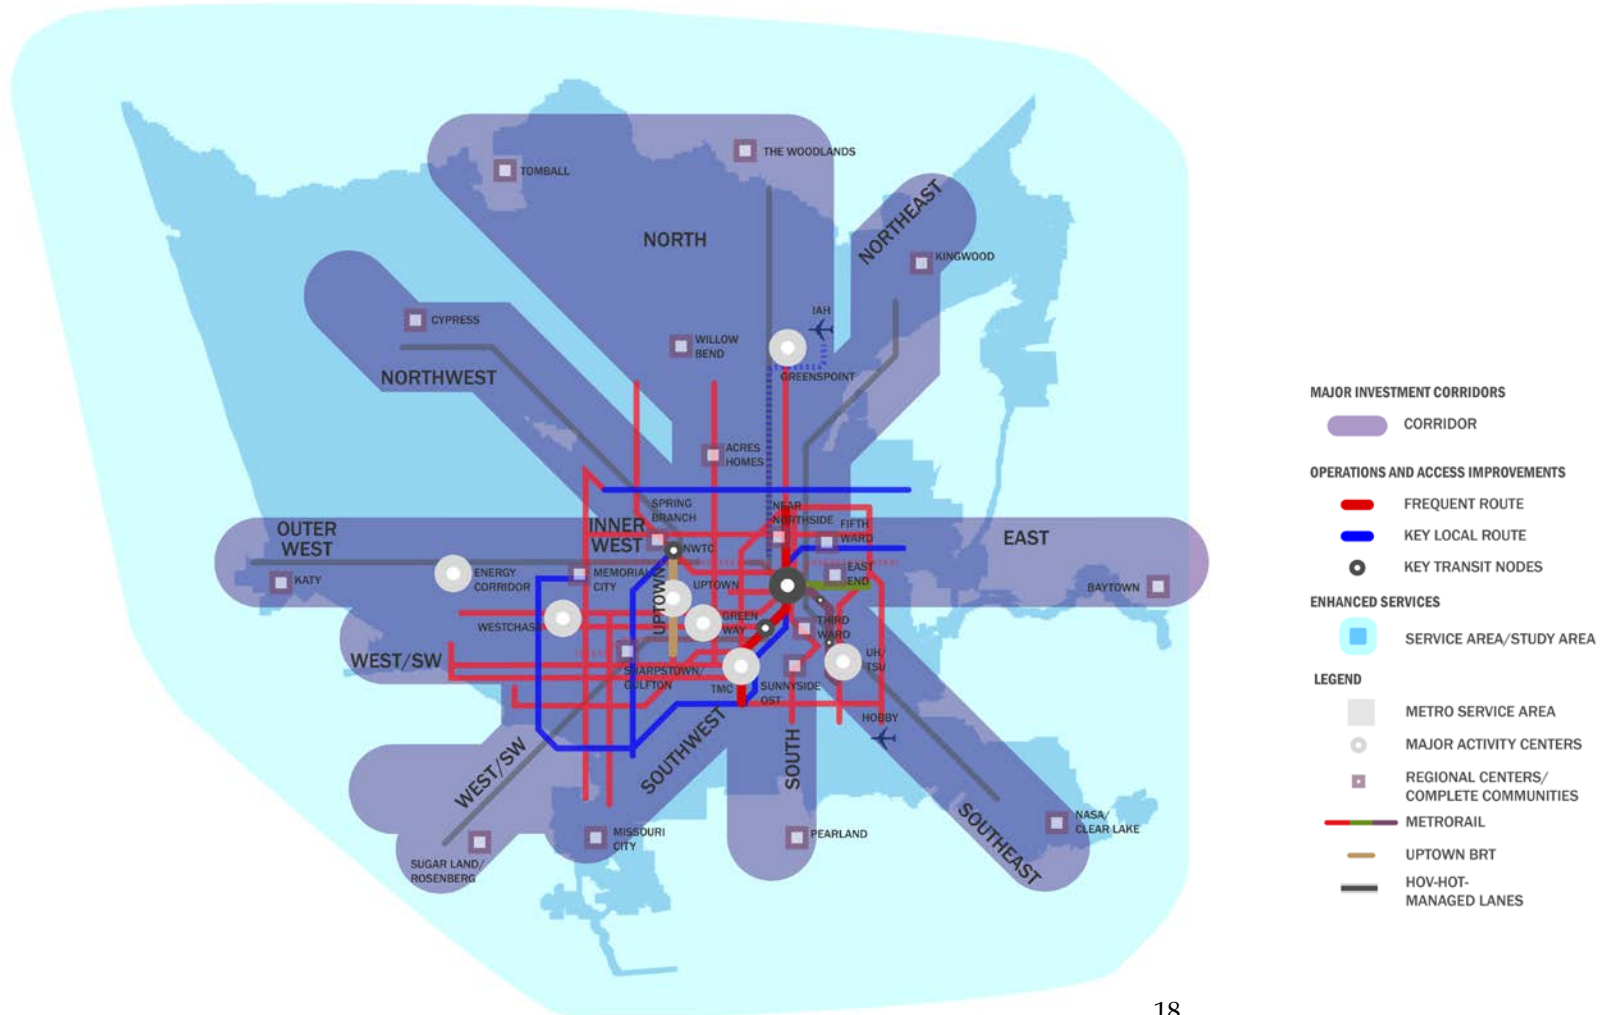 THE WOODLANDS
TOMBALL
NORTHEAST
NORTH
KINGWOOD
IAH
CYPRESS
WILLOW
BEND
NORTHWEST
GREENSPOINT
ACRES
HOMES
SPRING
BRANCH
NEAR
NORTHSIDE
FIFTH
WARD
OUTER
WEST
INNER
WEST
EAST
NWTC
KATY
ENERGY
CORRIDOR
MEMORIAL
CITY
UPTOWN
UPTOWN
EAST
END
BAYTOWN
WESTCHAS
GREEN
WAY
THIRD
WARD
WEST/SW
SHARPSTOWN/
GULFTON
TMC
SUNNYSIDE
OST
UH/
TSU
HOBBY
WEST/SW
SOUTHWEST
SOUTH
SOUTHEAST
MISSOURI
CITY
PEARLAND
NASA/
CLEAR LAKE
SUGAR LAND/
ROSENBERG
MAJOR INVESTMENT CORRIDORS
CORRIDOR
OPERATIONS AND ACCESS IMPROVEMENTS
FREQUENT ROUTE
KEY LOCAL ROUTE
KEY TRANSIT NODES
ENHANCED SERVICES
SERVICE AREA/STUDY AREA
LEGEND
METRO SERVICE AREA
MAJOR ACTIVITY CENTERS
REGIONAL CENTERS/
COMPLETE COMMUNITIES
METRORAIL
UPTOWN BRT
HOV-HOT-
MANAGED LANES
18